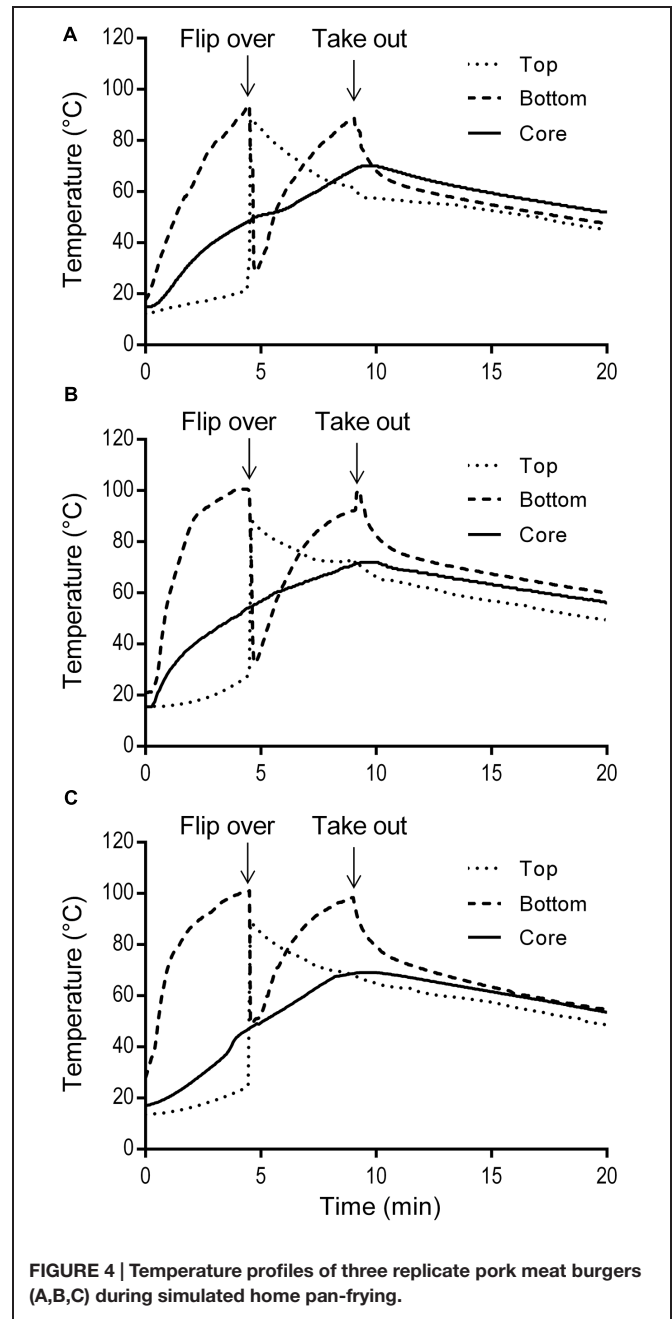 A
Flip over Take out
120
100
80
60
40
20
0
Temperature (°C)
Top
Bottom
Core
0 5 10 15 20
B
Flip over Take out
120
100
80
60
40
20
0
Temperature (°C)
Top
Bottom
Core
0 5 10 15 20
C
Flip over Take out
120
100
80
60
40
20
0
Temperature (°C)
Top
Bottom
Core
0 5 10 15 20
Time (min)
FIGURE 4 | Temperature profiles of three replicate pork meat burgers
(A,B,C) during simulated home pan-frying.